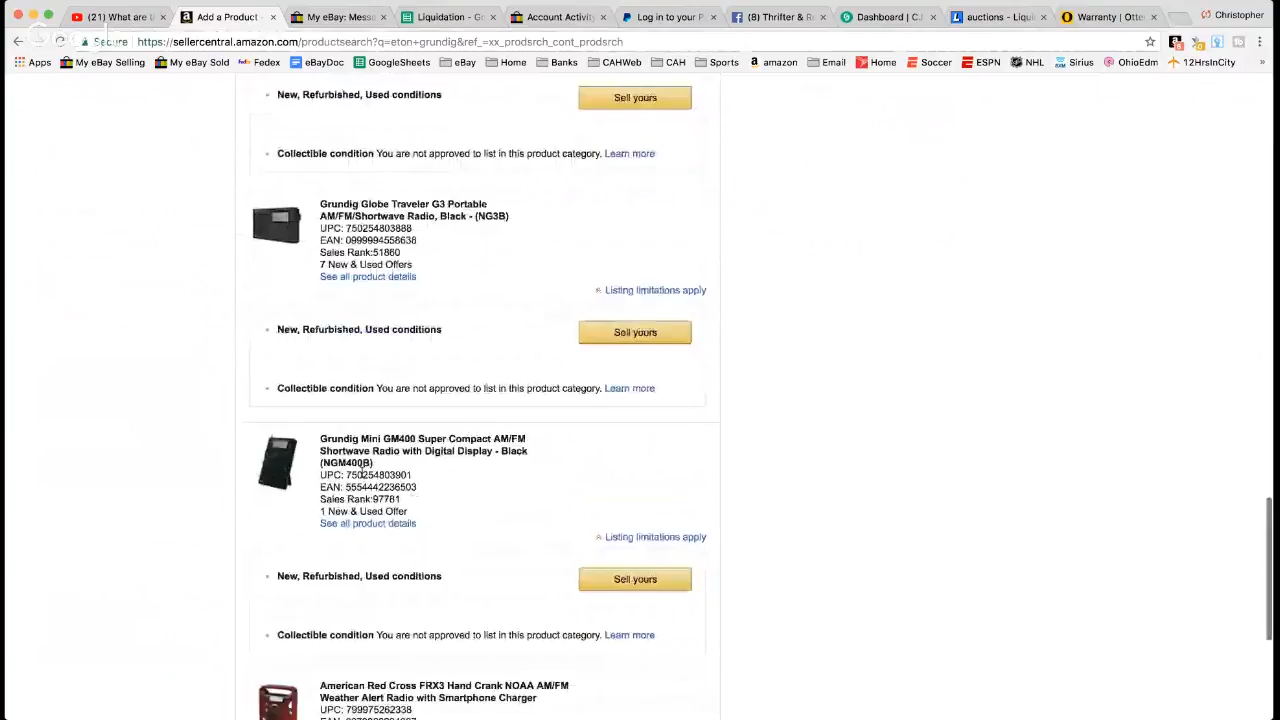 (21) What are U
Add a Product -
My eBay: Messa
Liquidation - Go
Account Activity
Log in to your P
(8) Thrifter & R
Dashboard | CJ
auctions - Liqui
Warranty | Otte
Christopher
Secure https://sellercentral.amazon.com/productsearch?q=eton+grundig&ref_=xx_prodsrch_cont_prodsrch
Apps My eBay Selling My eBay Sold Fedex eBayDoc GoogleSheets eBay Home Banks CAHWeb CAH Sports amazon Email Home Soccer ESPN NHL Sirius OhioEdm 12HrsInCity »
New, Refurbished, Used conditions
Sell yours
Collectible condition You are not approved to list in this product category. Learn more
Grundig Globe Traveler G3 Portable
AM/FM/Shortwave Radio, Black - (NG3B)
UPC: 750254803888
EAN: 0999994558638
Sales Rank:51860
7 New & Used Offers
See all product details
Listing limitations apply
New, Refurbished, Used conditions
Sell yours
Collectible condition You are not approved to list in this product category. Learn more
Grundig Mini GM400 Super Compact AM/FM
Shortwave Radio with Digital Display - Black
(NGM400B)
UPC: 750254803901
EAN: 5554442236503
Sales Rank:97781
1 New & Used Offer
See all product details
Listing limitations apply
New, Refurbished, Used conditions
Sell yours
Collectible condition You are not approved to list in this product category. Learn more
American Red Cross FRX3 Hand Crank NOAA AM/FM
Weather Alert Radio with Smartphone Charger
UPC: 799975262338